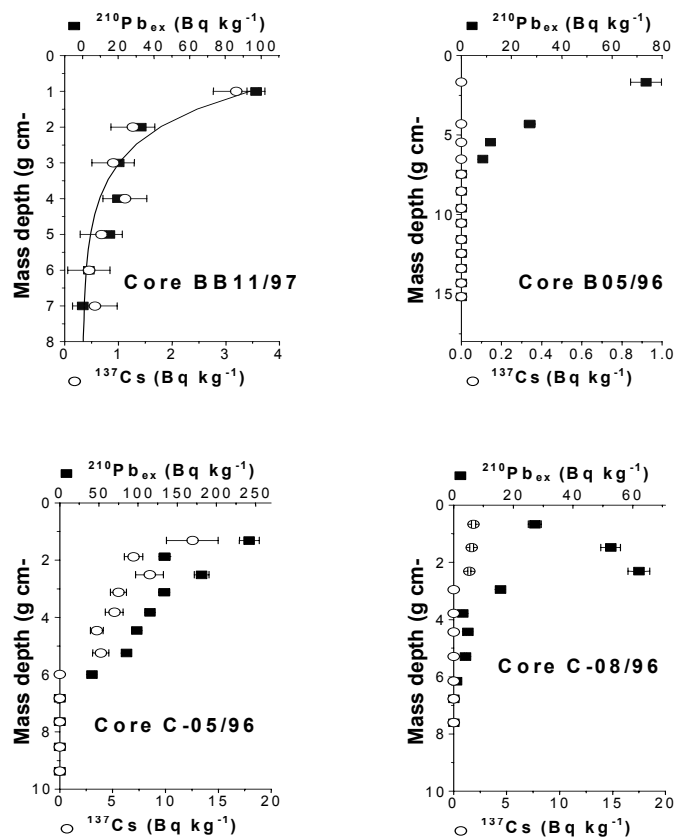 ²¹⁰Pbₑₓ (Bq kg⁻¹)
0 20 40 60 80 100
0
1
2
3
4
5
6
7
8
Mass depth (g cm-
Core BB11/97
0 1 2 3 4
¹³⁷Cs (Bq kg⁻¹)
²¹⁰Pbₑₓ (Bq kg⁻¹)
0 20 40 60 80
0
5
10
15
Mass depth (g cm-
Core B05/96
0.0 0.2 0.4 0.6 0.8 1.0
¹³⁷Cs (Bq kg⁻¹)
²¹⁰Pbₑₓ (Bq kg⁻¹)
0 50 100 150 200 250
0
2
4
6
8
10
Mass depth (g cm-
Core C-05/96
0 5 10 15 20
¹³⁷Cs (Bq kg⁻¹)
²¹⁰Pbₑₓ (Bq kg⁻¹)
0 20 40 60
0
2
4
6
8
10
Mass depth (g cm-
Core C-08/96
0 5 10 15 20
¹³⁷Cs (Bq kg⁻¹)